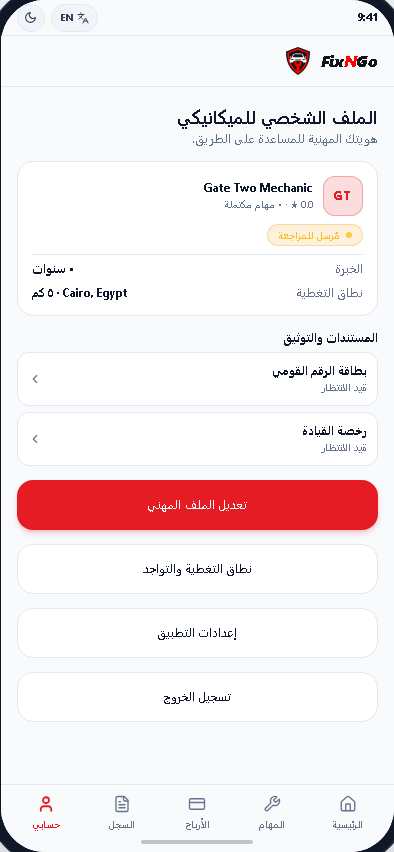 9:41
EN
FixNGo
الملف الشخصي للميكانيكي
هويتك المهنية للمساعدة على الطريق.
GT
Gate Two Mechanic
0.0 ★ · ٠ مهام مكتملة
مُرسل للمراجعة
الخبرة
٠ سنوات
نطاق التغطية
Cairo, Egypt · ٥٠ كم
المستندات والتوثيق
بطاقة الرقم القومي
قيد الانتظار
رخصة القيادة
قيد الانتظار
تعديل الملف المهني
نطاق التغطية والتواجد
إعدادات التطبيق
تسجيل الخروج
الرئيسية
المهام
الأرباح
السجل
حسابي